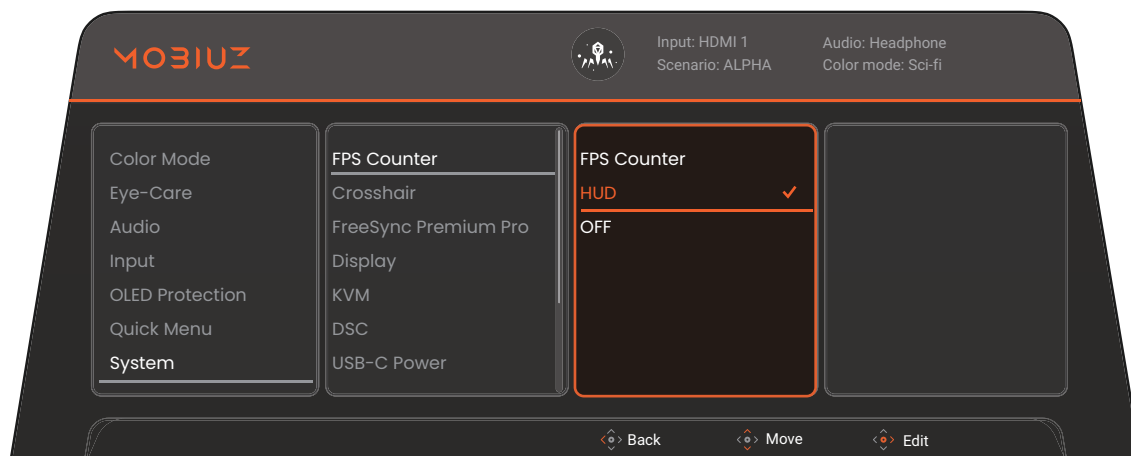 MOBIUZ
Input: HDMI 1
Scenario: ALPHA
Audio: Headphone
Color mode: Sci-fi
Color Mode
Eye-Care
Audio
Input
OLED Protection
Quick Menu
System
FPS Counter
Crosshair
FreeSync Premium Pro
Display
KVM
DSC
USB-C Power
FPS Counter
HUD
OFF
Back
Move
Edit